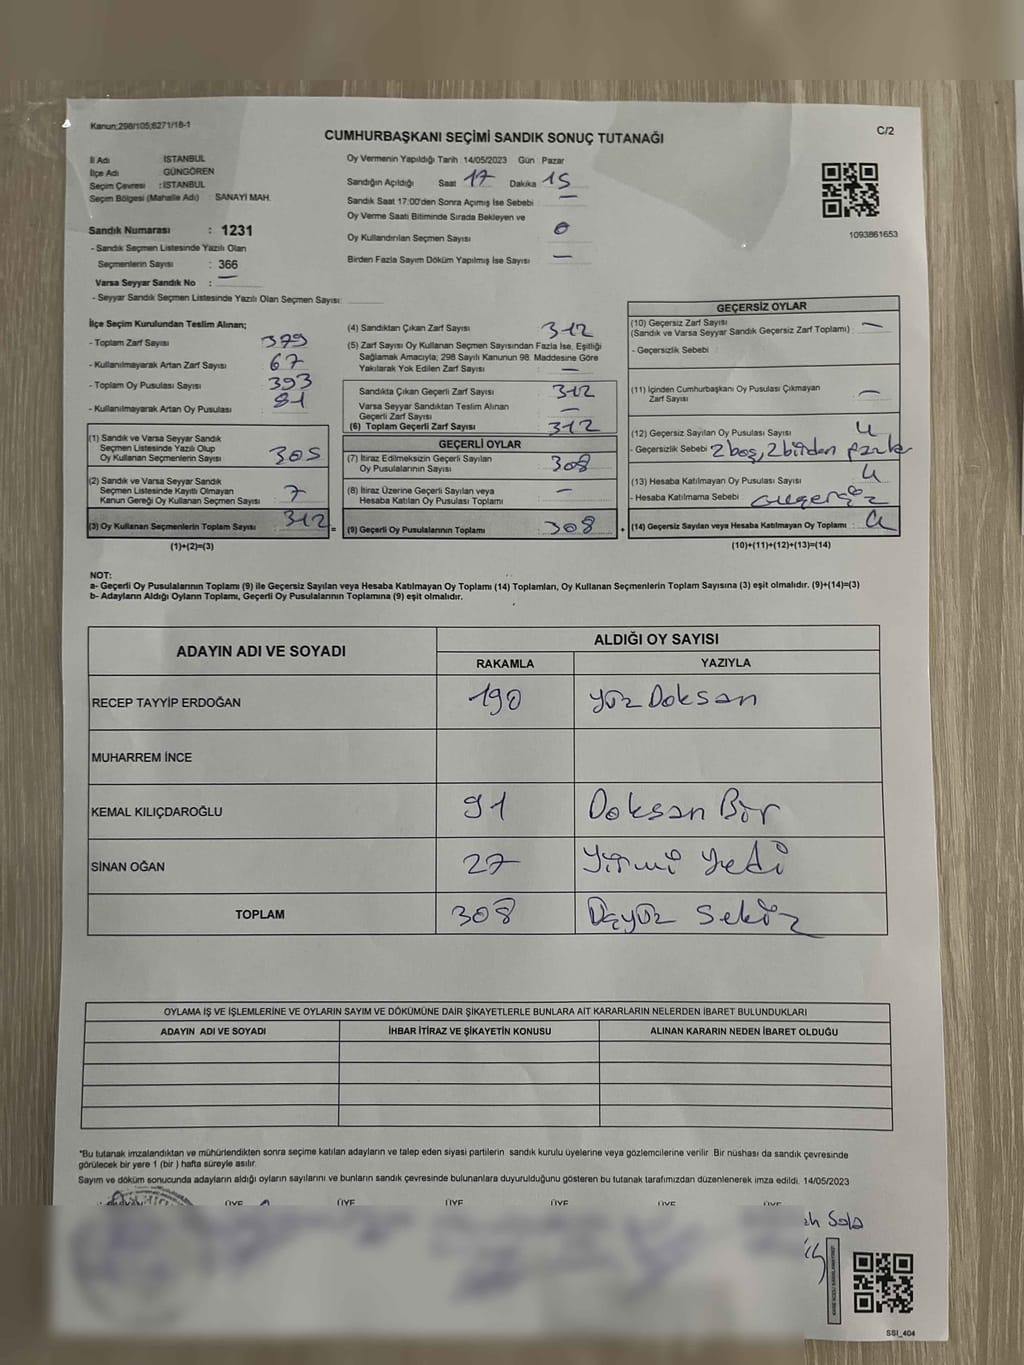 Kanun;298/105;6271/18-1
C/2
CUMHURBAŞKANI SEÇİMİ SANDIK SONUÇ TUTANAĞI
İl Adı : İSTANBUL
İlçe Adı : GÜNGÖREN
Seçim Çevresi : İSTANBUL
Seçim Bölgesi (Mahalle Adı) : SANAYİ MAH.
Sandık Numarası : 1231
- Sandık Seçmen Listesinde Yazılı Olan
Seçmenlerin Sayısı : 366
Varsa Seyyar Sandık No : —
- Seyyar Sandık Seçmen Listesinde Yazılı Olan Seçmen Sayısı:
Oy Vermenin Yapıldığı Tarih 14/05/2023 Gün : Pazar
Sandığın Açıldığı Saat 17 Dakika 15
Sandık Saat 17:00'den Sonra Açımış İse Sebebi —
Oy Verme Saati Bitiminde Sırada Bekleyen ve
Oy Kullandırılan Seçmen Sayısı 0
Birden Fazla Sayım Döküm Yapılmış İse Sayısı —
1093861653
İlçe Seçim Kurulundan Teslim Alınan;
- Toplam Zarf Sayısı : 379
- Kullanılmayarak Artan Zarf Sayısı : 67
- Toplam Oy Pusulası Sayısı : 393
- Kullanılmayarak Artan Oy Pusulası : 81
(1) Sandık ve Varsa Seyyar Sandık
Seçmen Listesinde Yazılı Olup
Oy Kullanan Seçmenlerin Sayısı : 305
(2) Sandık ve Varsa Seyyar Sandık
Seçmen Listesinde Kayıtlı Olmayan
Kanun Gereği Oy Kullanan Seçmen Sayısı : 7
(3) Oy Kullanan Seçmenlerin Toplam Sayısı : 312 =
(1)+(2)=(3)
(4) Sandıktan Çıkan Zarf Sayısı : 312
(5) Zarf Sayısı Oy Kullanan Seçmen Sayısından Fazla İse, Eşitliği
Sağlamak Amacıyla; 298 Sayılı Kanunun 98. Maddesine Göre
Yakılarak Yok Edilen Zarf Sayısı : —
Sandıkta Çıkan Geçerli Zarf Sayısı : 312
Varsa Seyyar Sandıktan Teslim Alınan
Geçerli Zarf Sayısı : —
(6) Toplam Geçerli Zarf Sayısı : 312
GEÇERLİ OYLAR
(7) İtiraz Edilmeksizin Geçerli Sayılan
Oy Pusulalarının Sayısı : 308
(8) İtiraz Üzerine Geçerli Sayılan veya
Hesaba Katılan Oy Pusulası Toplamı : —
(9) Geçerli Oy Pusulalarının Toplamı : 308 +
GEÇERSİZ OYLAR
(10) Geçersiz Zarf Sayısı
(Sandık ve Varsa Seyyar Sandık Geçersiz Zarf Toplamı) : —
- Geçersizlik Sebebi :
(11) İçinden Cumhurbaşkanı Oy Pusulası Çıkmayan
Zarf Sayısı : —
(12) Geçersiz Sayılan Oy Pusulası Sayısı : 4
- Geçersizlik Sebebi : 2 boş, 2 birden fazla
(13) Hesaba Katılmayan Oy Pusulası Sayısı : 4
- Hesaba Katılmama Sebebi :
(14) Geçersiz Sayılan veya Hesaba Katılmayan Oy Toplamı : 4
(10)+(11)+(12)+(13)=(14)
NOT:
a- Geçerli Oy Pusulalarının Toplamı (9) ile Geçersiz Sayılan veya Hesaba Katılmayan Oy Toplamı (14) Toplamları, Oy Kullanan Seçmenlerin Toplam Sayısına (3) eşit olmalıdır. (9)+(14)=(3)
b- Adayların Aldığı Oyların Toplamı, Geçerli Oy Pusulalarının Toplamına (9) eşit olmalıdır.
ADAYIN ADI VE SOYADI
ALDIĞI OY SAYISI
RAKAMLA YAZIYLA
RECEP TAYYİP ERDOĞAN 190 Yüz Doksan
MUHARREM İNCE
KEMAL KILIÇDAROĞLU 91 Doksan Bir
SİNAN OĞAN 27 Yirmi Yedi
TOPLAM 308 Üçyüz Sekiz
OYLAMA İŞ VE İŞLEMLERİNE VE OYLARIN SAYIM VE DÖKÜMÜNE DAİR ŞİKAYETLERLE BUNLARA AİT KARARLARIN NELERDEN İBARET BULUNDUKLARI
ADAYIN ADI VE SOYADI İHBAR İTİRAZ VE ŞİKAYETİN KONUSU ALINAN KARARIN NEDEN İBARET OLDUĞU
*Bu tutanak imzalandıktan ve mühürlendikten sonra seçime katılan adayların ve talep eden siyasi partilerin sandık kurulu üyelerine veya gözlemcilerine verilir. Bir nüshası da sandık çevresinde
görülecek bir yere 1 (bir ) hafta süreyle asılır.
Sayım ve döküm sonucunda adayların aldığı oyların sayılarını ve bunların sandık çevresinde bulunanlara duyurulduğunu gösteren bu tutanak tarafımızdan düzenlenerek imza edildi. 14/05/2023
ÜYE ÜYE ÜYE ÜYE ÜYE ÜYE
SSI_404